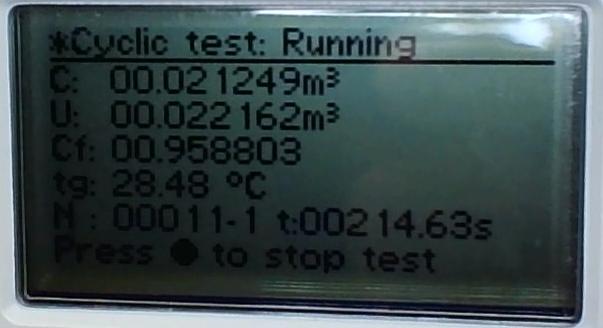 *Cyclic test: Running
C: 00.021249m³
U: 00.022162m³
Cf: 00.958803
tg: 28.48 °C
N : 00011-1 t:00214.63s
Press ● to stop test